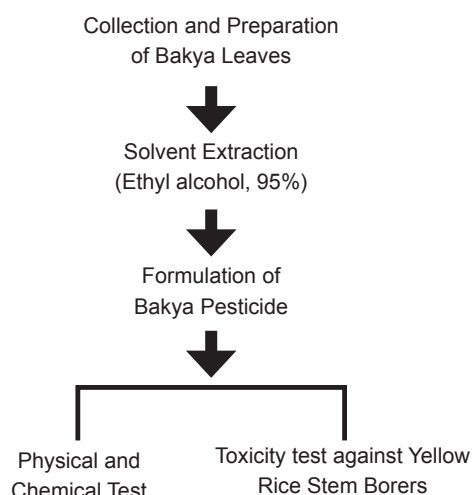 Collection and Preparation
of Bakya Leaves
Solvent Extraction
(Ethyl alcohol, 95%)
Formulation of
Bakya Pesticide
Physical and
Chemical Test
Toxicity test against Yellow
Rice Stem Borers